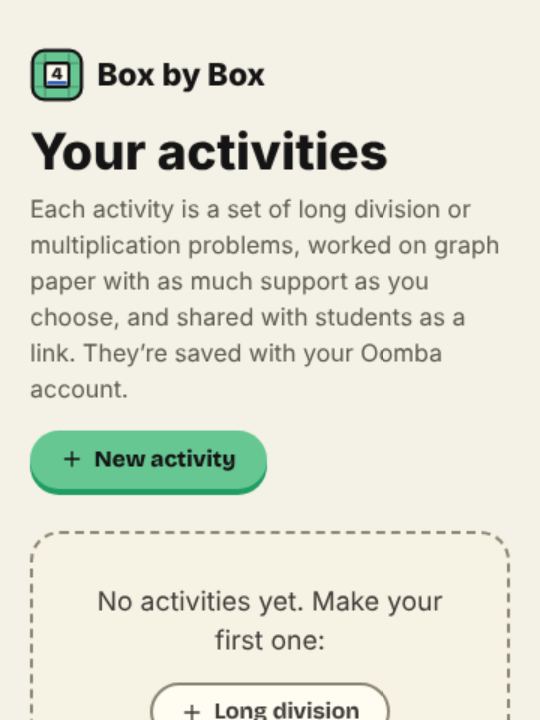 4
Box by Box
Your activities
Each activity is a set of long division or
multiplication problems, worked on graph
paper with as much support as you
choose, and shared with students as a
link. They’re saved with your Oomba
account.
+ New activity
No activities yet. Make your
first one:
+ Long division